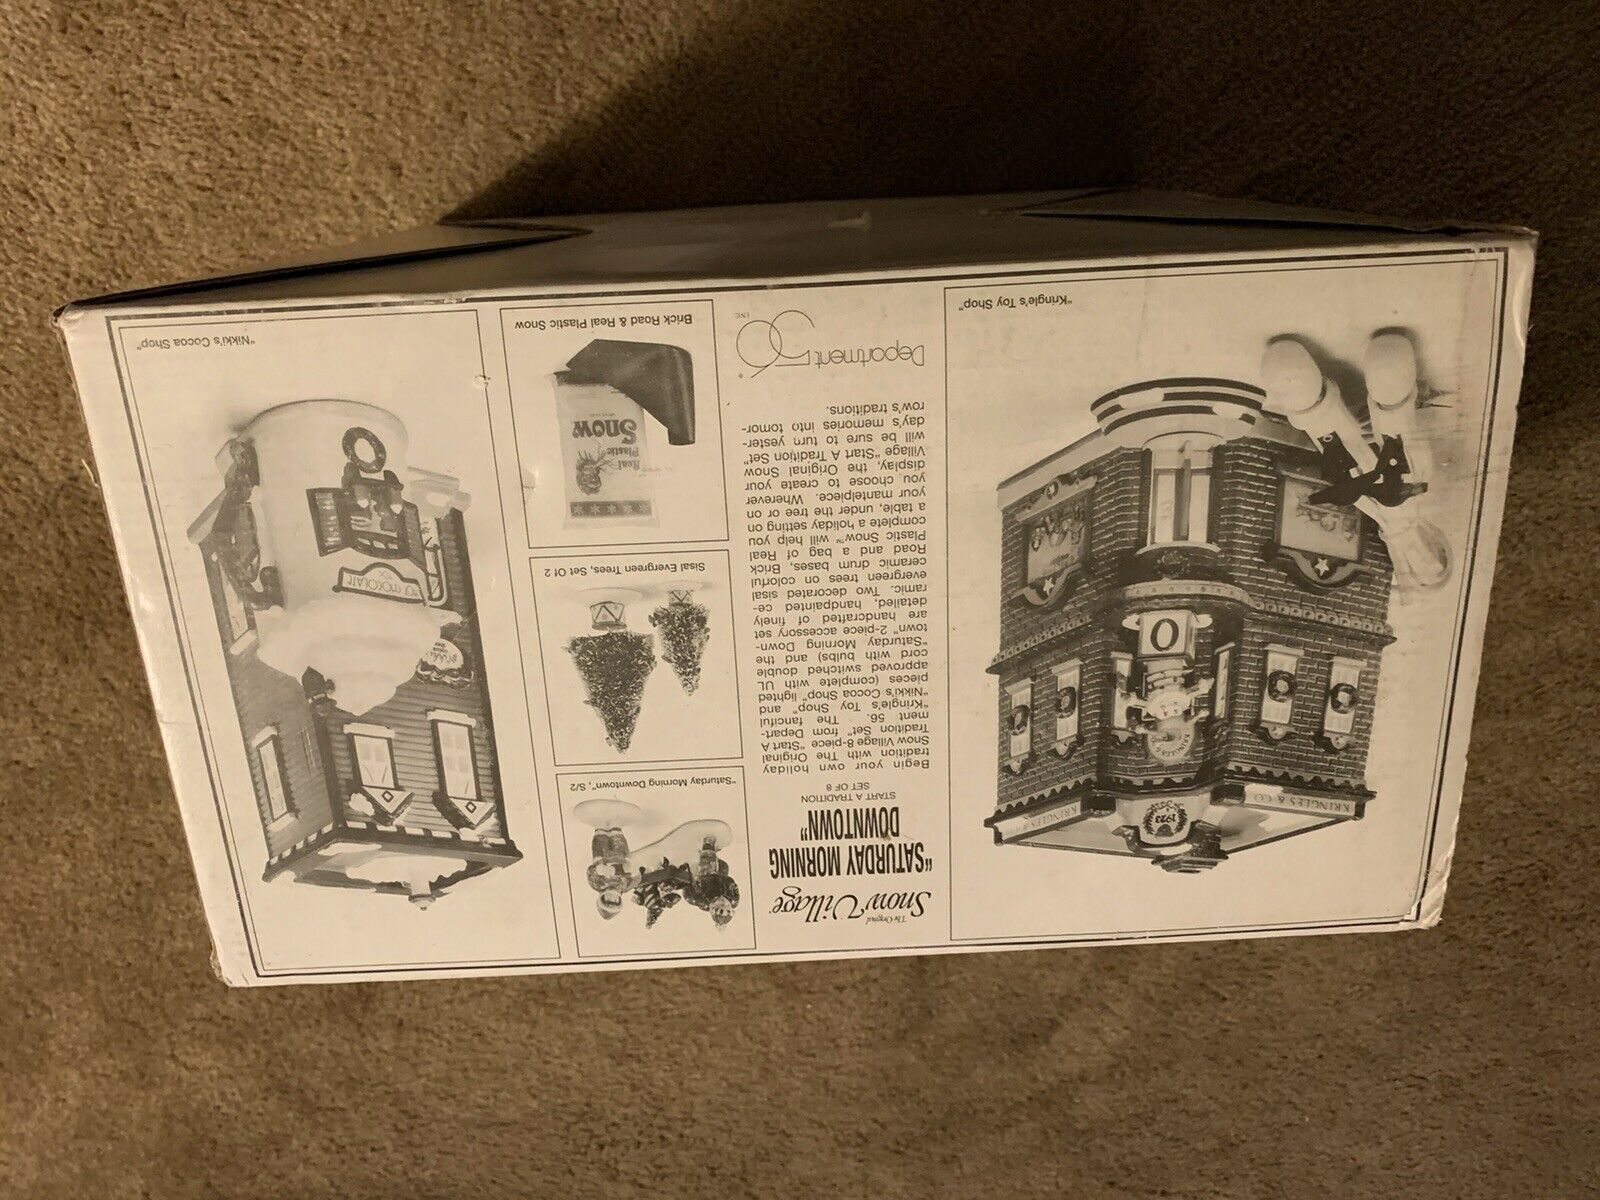 "Kringle's Toy Shop"
KRINGLES & CO
1923
KRINGLES & CO
The Original
Snow Village®
"SATURDAY MORNING
DOWNTOWN"
START A TRADITION
SET OF 8
Begin your own holiday
tradition with The Original
Snow Village 8-piece "Start A
Tradition Set" from Depart-
ment 56. The fanciful
"Kringle's Toy Shop" and
"Nikki's Cocoa Shop" lighted
pieces (complete with UL
approved switched double
cord with bulbs) and the
"Saturday Morning Down-
town" 2-piece accessory set
are handcrafted of finely
detailed, handpainted ce-
ramic. Two decorated sisal
evergreen trees on colorful
ceramic drum bases, Brick
Road and a bag of Real
Plastic Snow™ will help you
complete a holiday setting on
a table, under the tree or on
your mantelpiece. Wherever
you choose to create your
display, the Original Snow
Village "Start A Tradition Set"
will be sure to turn yester-
day's memories into tomor-
row's traditions.
Department 56®
INC
"Saturday Morning Downtown", S/2
Sisal Evergreen Trees, Set Of 2
Real
Plastic
Snow
Brick Road & Real Plastic Snow
Nikki's
HOT CHOCOLATE
"Nikki's Cocoa Shop"